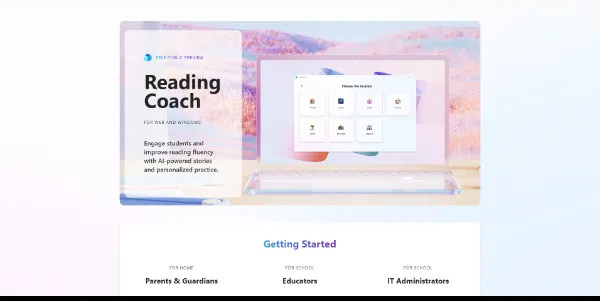 FREE PUBLIC PREVIEW
Reading
Coach
FOR WEB AND WINDOWS
Engage students and
improve reading fluency
with AI-powered stories
and personalized practice.
Choose the location
Getting Started
FOR HOME
Parents & Guardians
FOR SCHOOL
Educators
FOR SCHOOL
IT Administrators